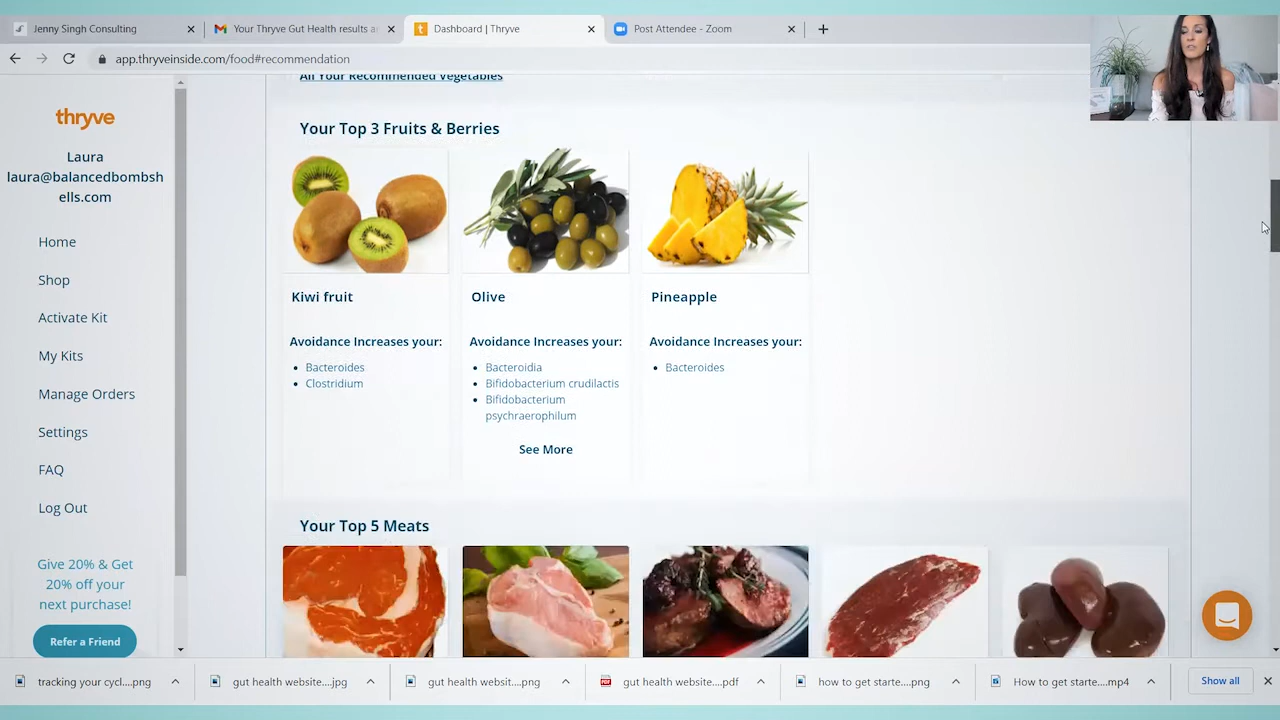 Jenny Singh Consulting
Your Thryve Gut Health results a
Dashboard | Thryve
Post Attendee - Zoom
app.thryveinside.com/food#recommendation
thryve
Laura
laura@balancedbombsh
ells.com
Home
Shop
Activate Kit
My Kits
Manage Orders
Settings
FAQ
Log Out
Give 20% & Get
20% off your
next purchase!
Refer a Friend
All Your Recommended Vegetables
Your Top 3 Fruits & Berries
Kiwi fruit
Avoidance Increases your:
Bacteroides
Clostridium
Olive
Avoidance Increases your:
Bacteroidia
Bifidobacterium crudilactis
Bifidobacterium
psychraerophilum
See More
Pineapple
Avoidance Increases your:
Bacteroides
Your Top 5 Meats
tracking your cycl....png
gut health website....jpg
gut health websit....png
gut health website....pdf
how to get starte....png
How to get starte....mp4
Show all